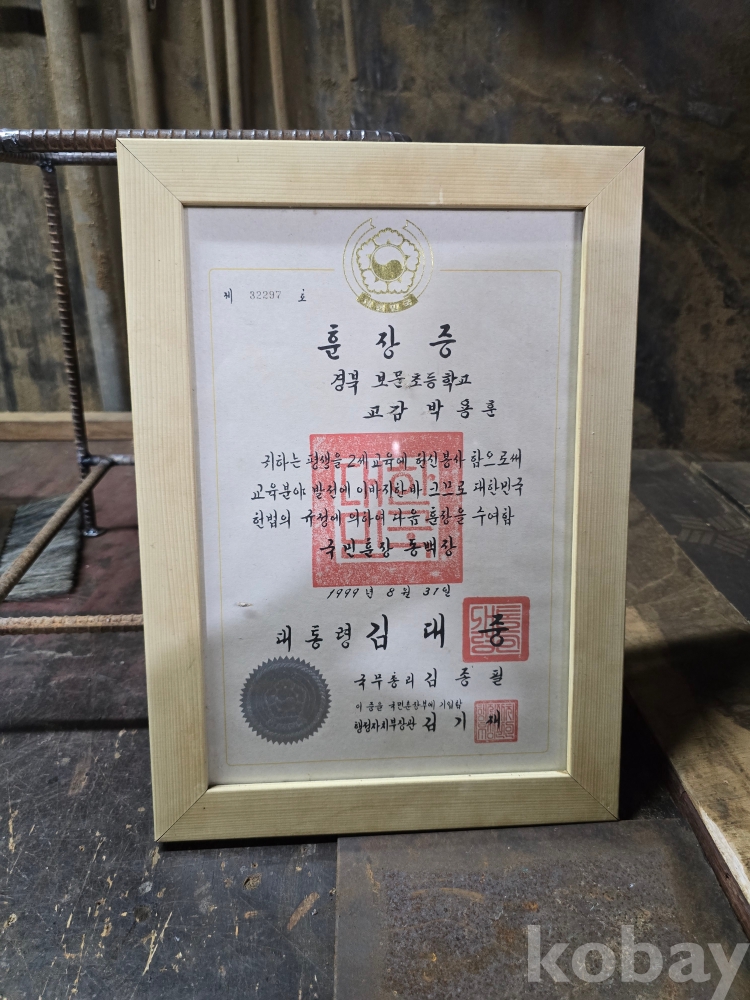 대한민국
제 32297 호
훈장증
경북 보문초등학교
교감 박용훈
귀하는 평생을 2세교육에 헌신봉사 함으로써
교육분야 발전에 이바지한바 크므로 대한민국
헌법의 규정에 의하여 다음 훈장을 수여함
국민훈장 동백장
1999년 8월 31일
대통령 김대중
국무총리 김종필
이 증을 국민훈장부에 기입함
행정자치부장관 김기재
kobay